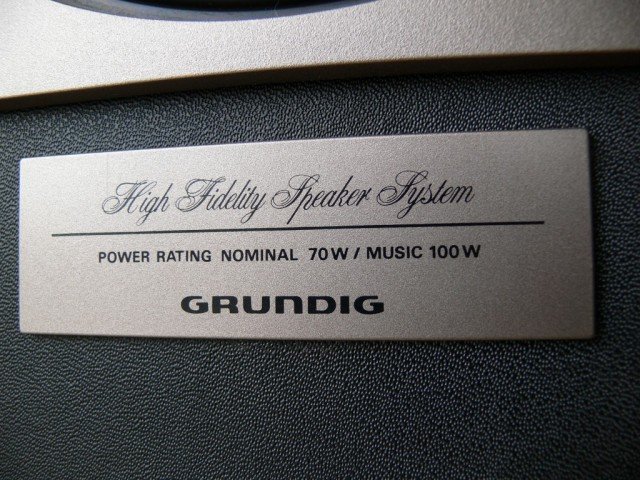 High Fidelity Speaker System
POWER RATING NOMINAL 70W / MUSIC 100W
GRUNDIG